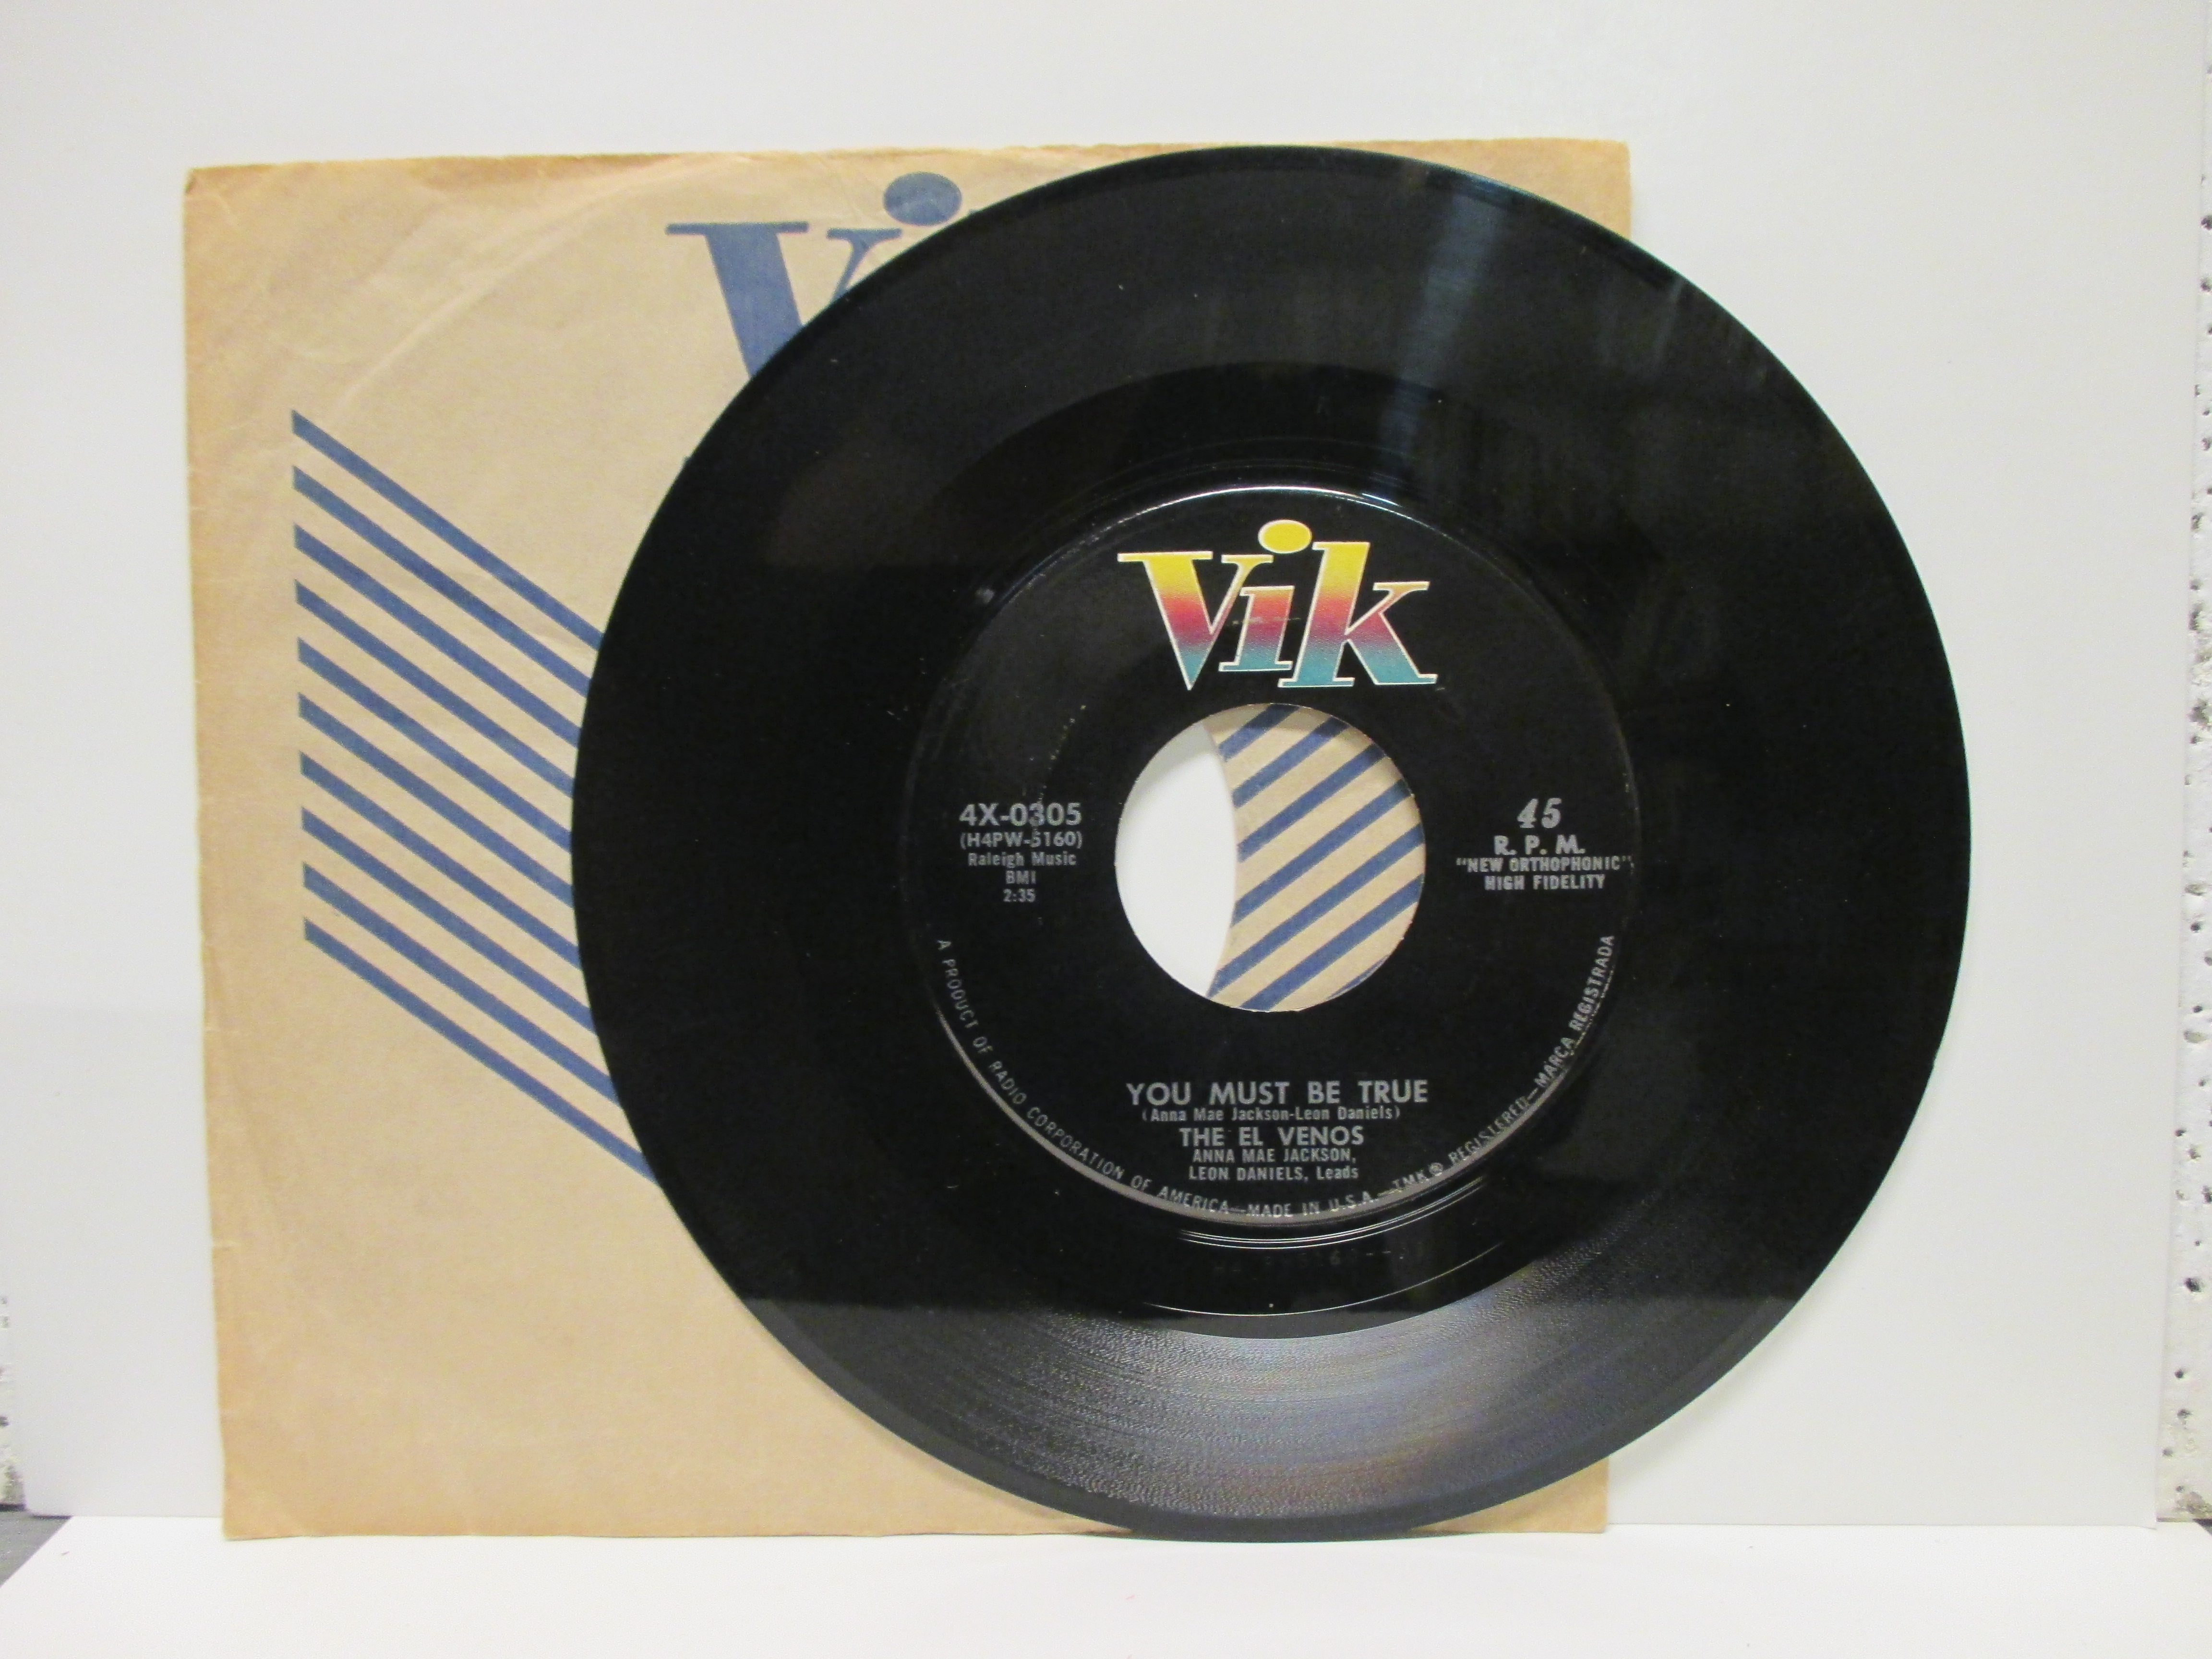 Vi
Vik
4X-0305
(H4PW-5160)
Raleigh Music
BMI
2:35
45
R. P. M.
"NEW ORTHOPHONIC"
HIGH FIDELITY
YOU MUST BE TRUE
(Anna Mae Jackson-Leon Daniels)
THE EL VENOS
ANNA MAE JACKSON,
LEON DANIELS, Leads
A PRODUCT OF RADIO CORPORATION OF AMERICA—MADE IN U.S.A.—TMK ® REGISTERED—MARCA REGISTRADA